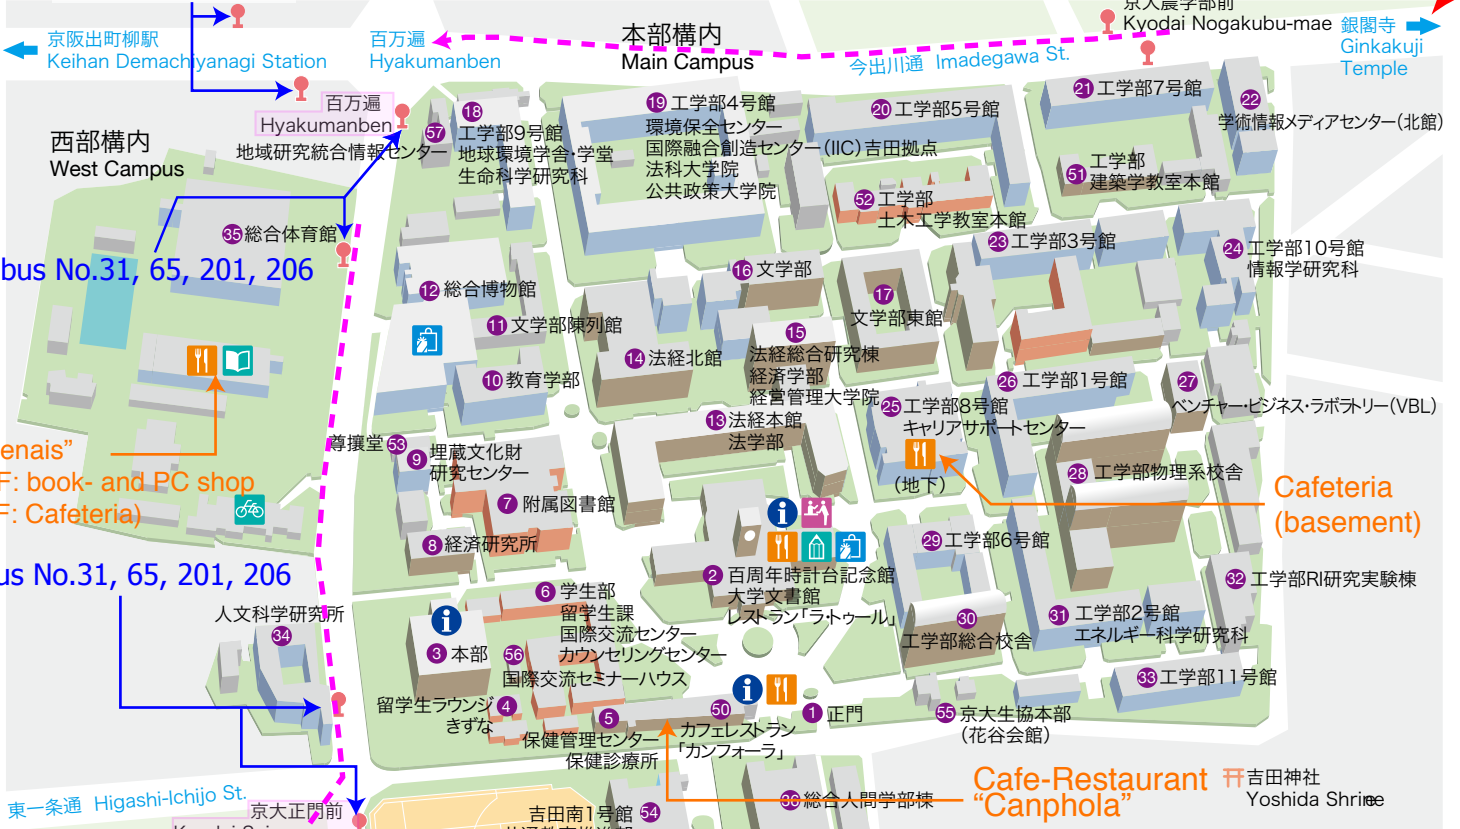 京大農学部前
Kyodai Nogakubu-mae
銀閣寺
Ginkakuji
Temple
京阪出町柳駅
Keihan Demachiyanagi Station
百万遍
Hyakumanben
本部構内
Main Campus
今出川通 Imadegawa St.
百万遍
Hyakumanben
西部構内
West Campus
57
地域研究統合情報センター
18
工学部9号館
地球環境学舎・学堂
生命科学研究科
19 工学部4号館
環境保全センター
国際融合創造センター(IIC)吉田拠点
法科大学院
公共政策大学院
20 工学部5号館
21 工学部7号館
22
学術情報メディアセンター(北館)
51 工学部
建築学教室本館
52 工学部
土木工学教室本館
35 総合体育館
bus No.31, 65, 201, 206
23 工学部3号館
24 工学部10号館
情報学研究科
12 総合博物館
16 文学部
17
文学部東館
11 文学部陳列館
15
法経総合研究棟
経済学部
経営管理大学院
14 法経北館
10 教育学部
26 工学部1号館
27
ベンチャー・ビジネス・ラボラトリー(VBL)
25 工学部8号館
キャリアサポートセンター
(地下)
13 法経本館
法学部
尊攘堂 53
9 埋蔵文化財
研究センター
28 工学部物理系校舎
enais”
F: book- and PC shop
F: Cafeteria)
Cafeteria
(basement)
7 附属図書館
8 経済研究所
29 工学部6号館
us No.31, 65, 201, 206
2 百周年時計台記念館
大学文書館
レストラン「ラ・トゥール」
32 工学部RI研究実験棟
6 学生部
留学生課
国際交流センター
カウンセリングセンター
人文科学研究所
34
3 本部
56
国際交流セミナーハウス
30
工学部総合校舎
31 工学部2号館
エネルギー科学研究科
33 工学部11号館
留学生ラウンジ 4
きずな
5
保健管理センター
保健診療所
50
カフェレストラン
「カンフォーラ」
1 正門
55 京大生協本部
(花谷会館)
Cafe-Restaurant
“Canphola”
吉田神社
Yoshida Shrine
東一条通 Higashi-Ichijo St.
京大正門前
吉田南1号館 54
36 総合人間学部棟